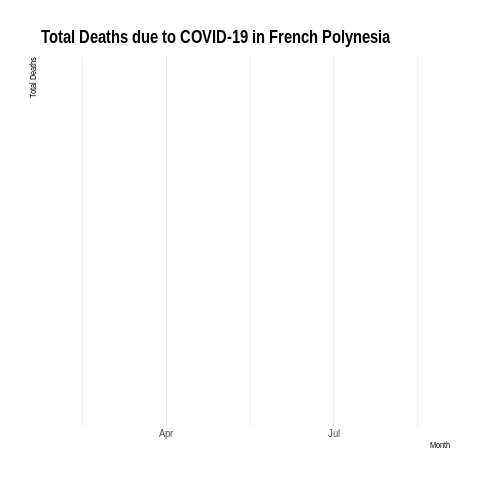 Total Deaths due to COVID-19 in French Polynesia
Total Deaths
Apr
Jul
Month